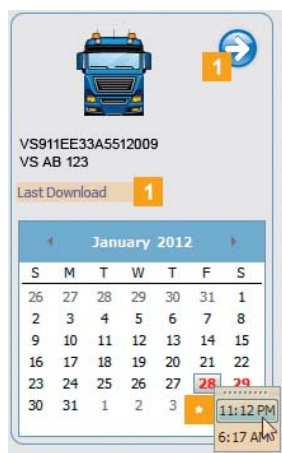 1
VS911EE33A5512009
VS AB 123
Last Download 1
January 2012
S M T W T F S
26 27 28 29 30 31 1
2 3 4 5 6 7 8
9 10 11 12 13 14 15
16 17 18 19 20 21 22
23 24 25 26 27 28 29
30 31 1 2 3
11:12 PM
6:17 AM